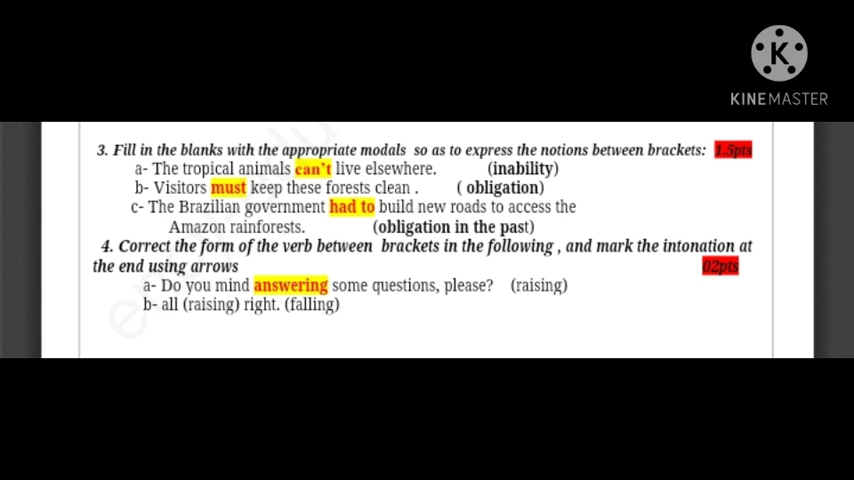 KINEMASTER
3. Fill in the blanks with the appropriate modals so as to express the notions between brackets: 1.5pts
a- The tropical animals can't live elsewhere. (inability)
b- Visitors must keep these forests clean . ( obligation)
c- The Brazilian government had to build new roads to access the
Amazon rainforests. (obligation in the past)
4. Correct the form of the verb between brackets in the following , and mark the intonation at
the end using arrows 02pts
a- Do you mind answering some questions, please? (raising)
b- all (raising) right. (falling)